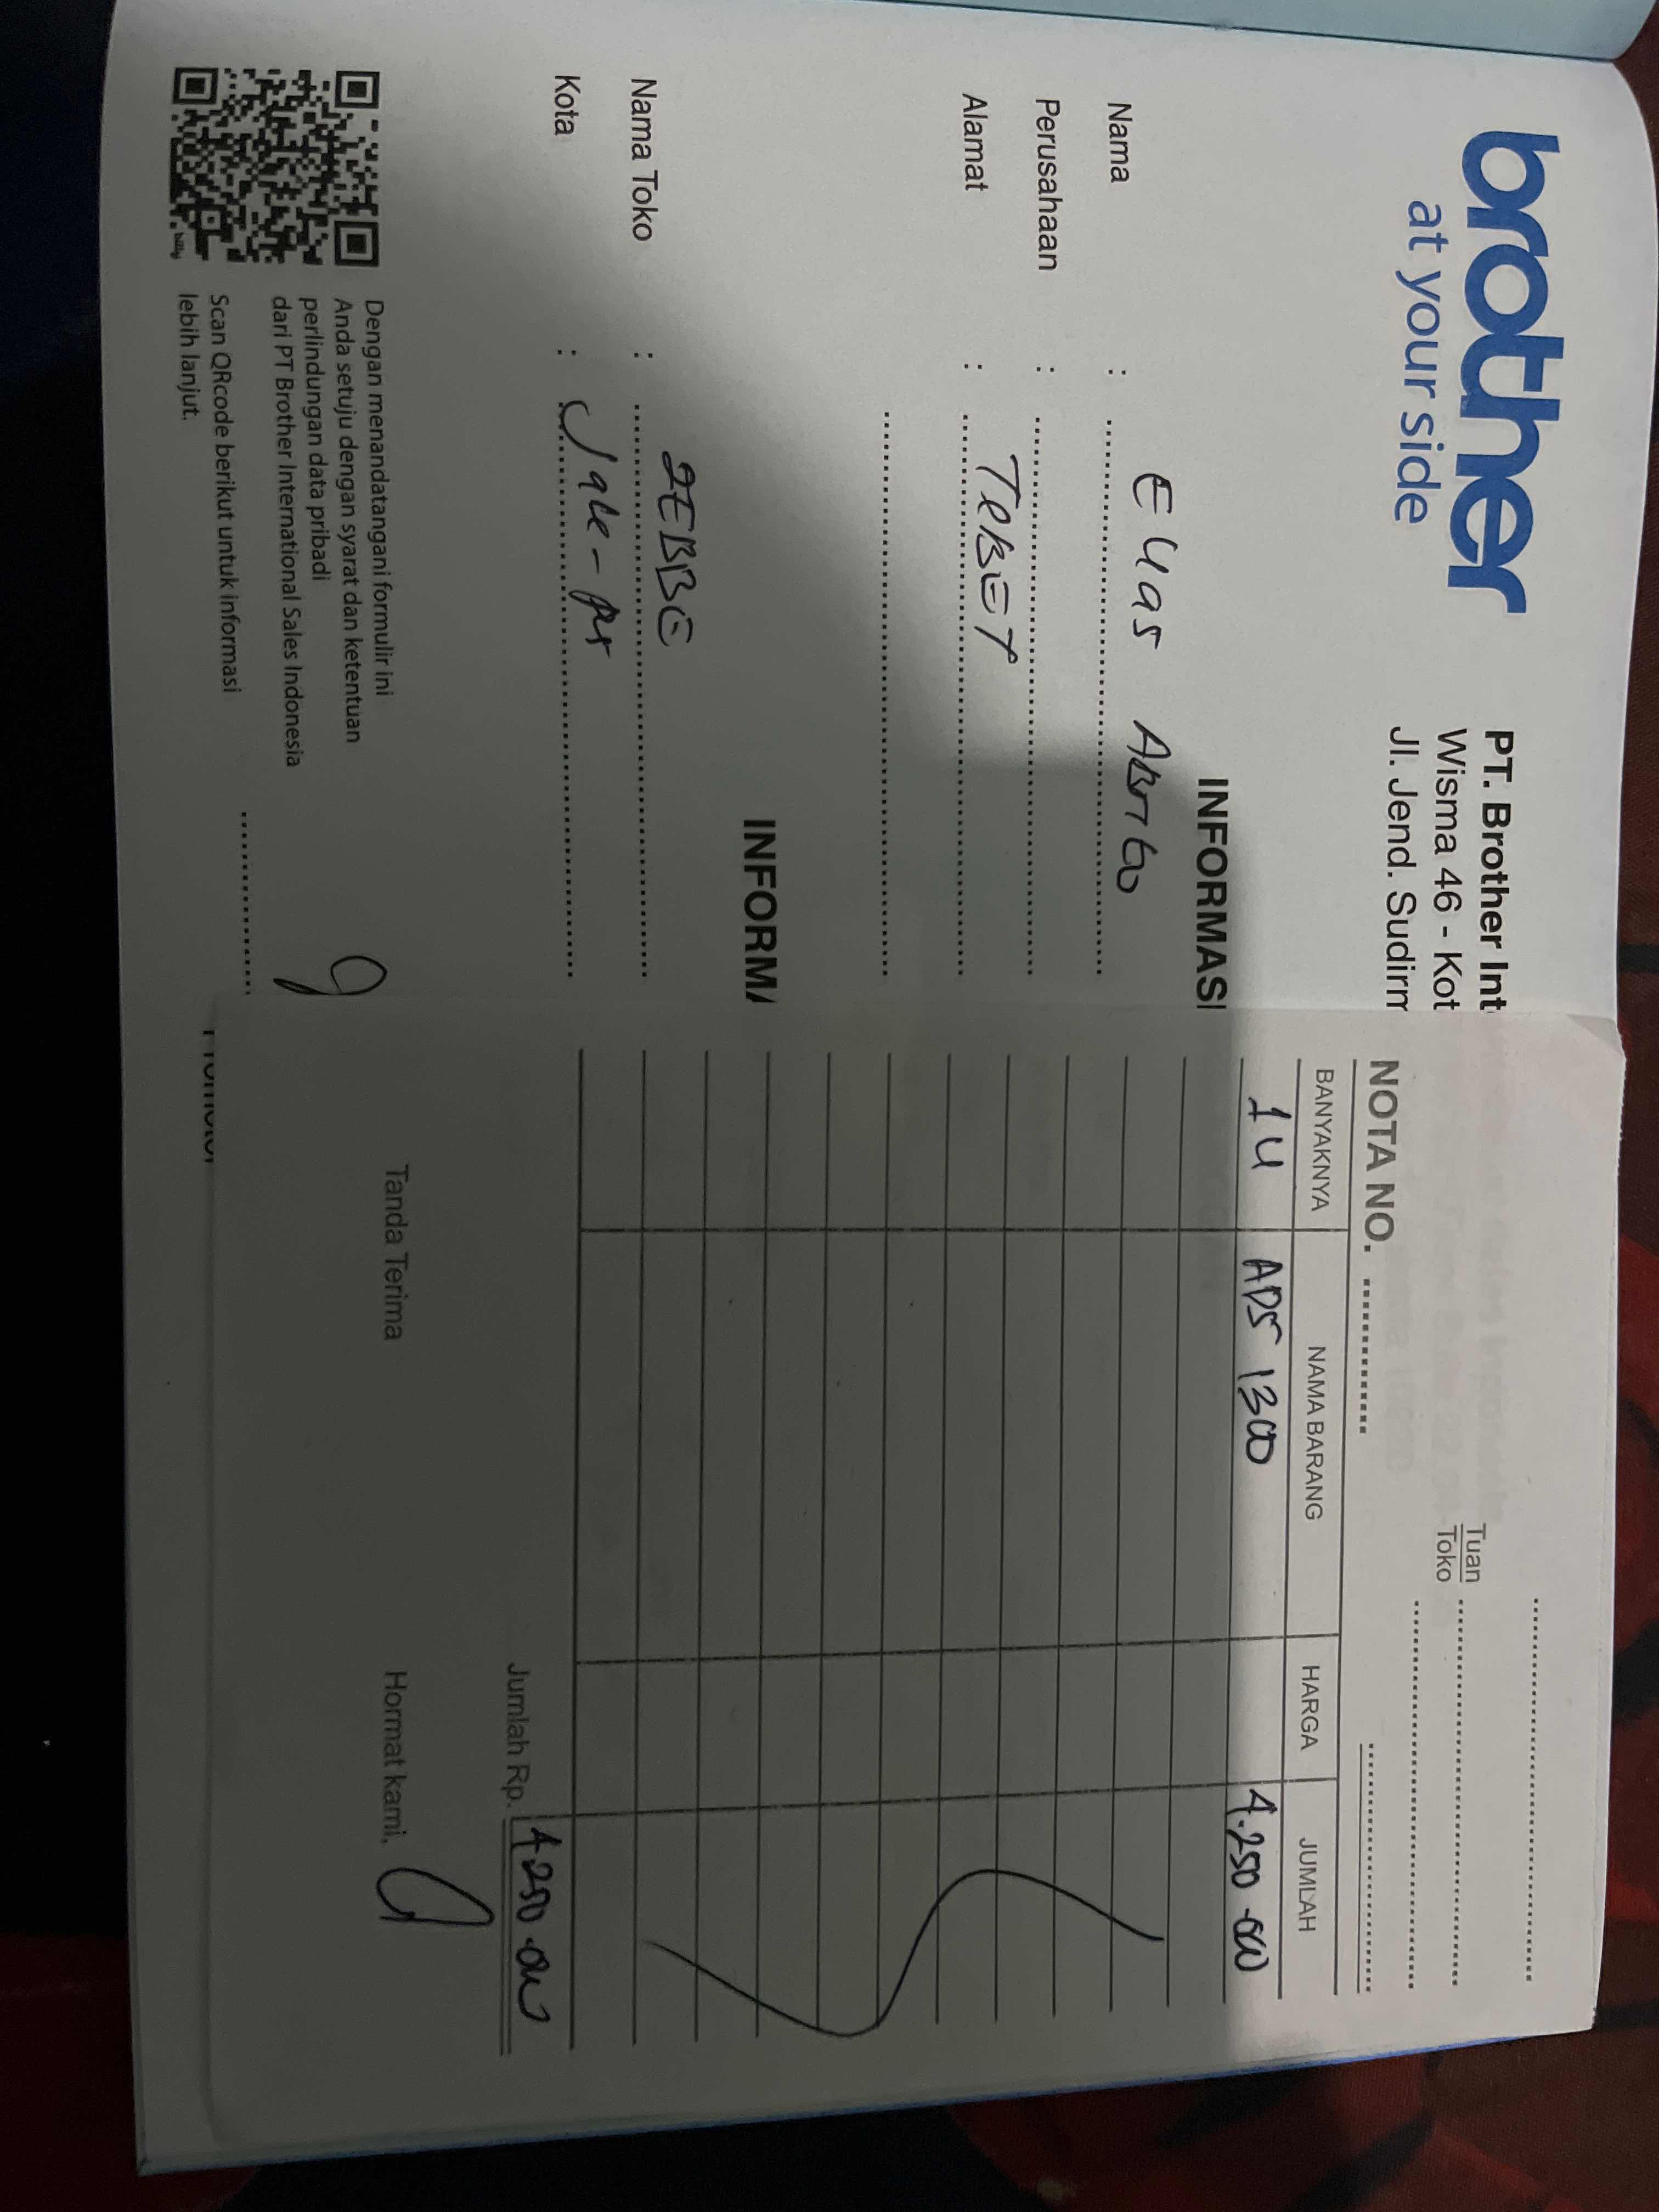 brother
at your side
PT. Brother Int
Wisma 46 - Kot
Jl. Jend. Sudirm
INFORMASI
Nama :
Perusahaan :
Alamat : TEBET
INFORMA
Nama Toko : ZEBBE
Kota :
Dengan menandatangani formulir ini
Anda setuju dengan syarat dan ketentuan
perlindungan data pribadi
dari PT Brother International Sales Indonesia
Scan QRcode berikut untuk informasi
lebih lanjut.
Tuan
Toko
NOTA NO.
BANYAKNYA NAMA BARANG HARGA JUMLAH
1 U ADS 1300 4.250.000
Jumlah Rp. 4.250.000
Tanda Terima Hormat kami,